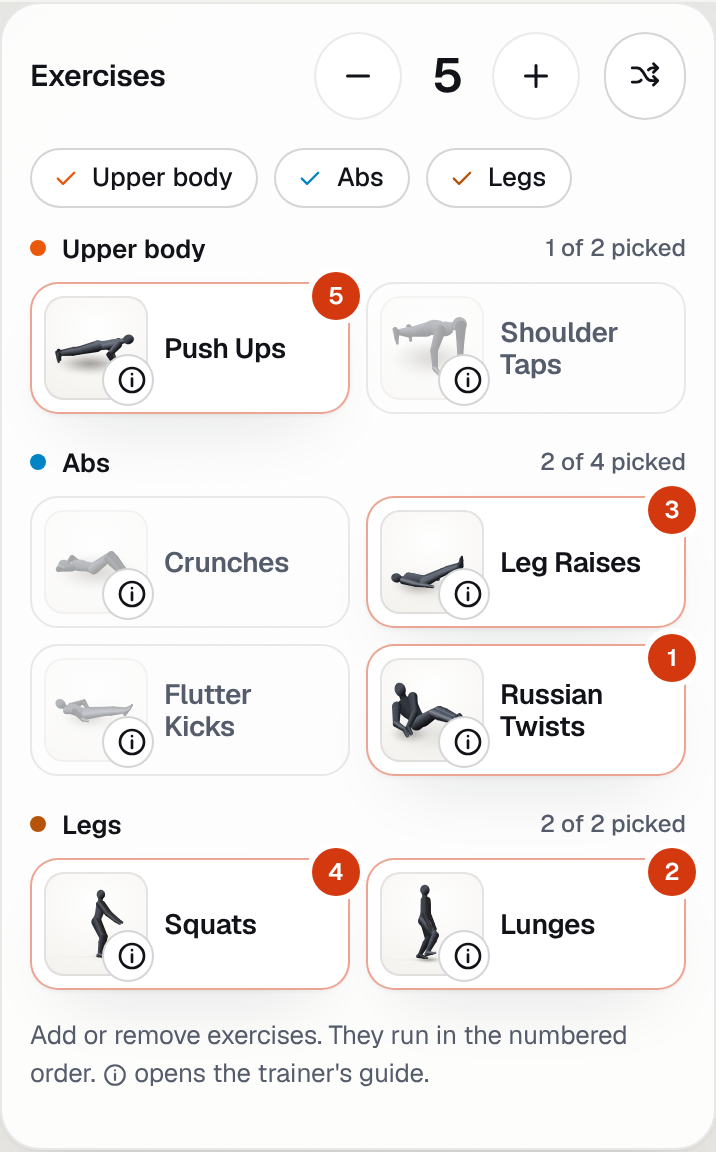 Exercises
5
Upper body
Abs
Legs
Upper body
1 of 2 picked
5
Push Ups
Shoulder
Taps
Abs
2 of 4 picked
Crunches
3
Leg Raises
Flutter
Kicks
1
Russian
Twists
Legs
2 of 2 picked
4
Squats
2
Lunges
Add or remove exercises. They run in the numbered
order. ⓘ opens the trainer's guide.